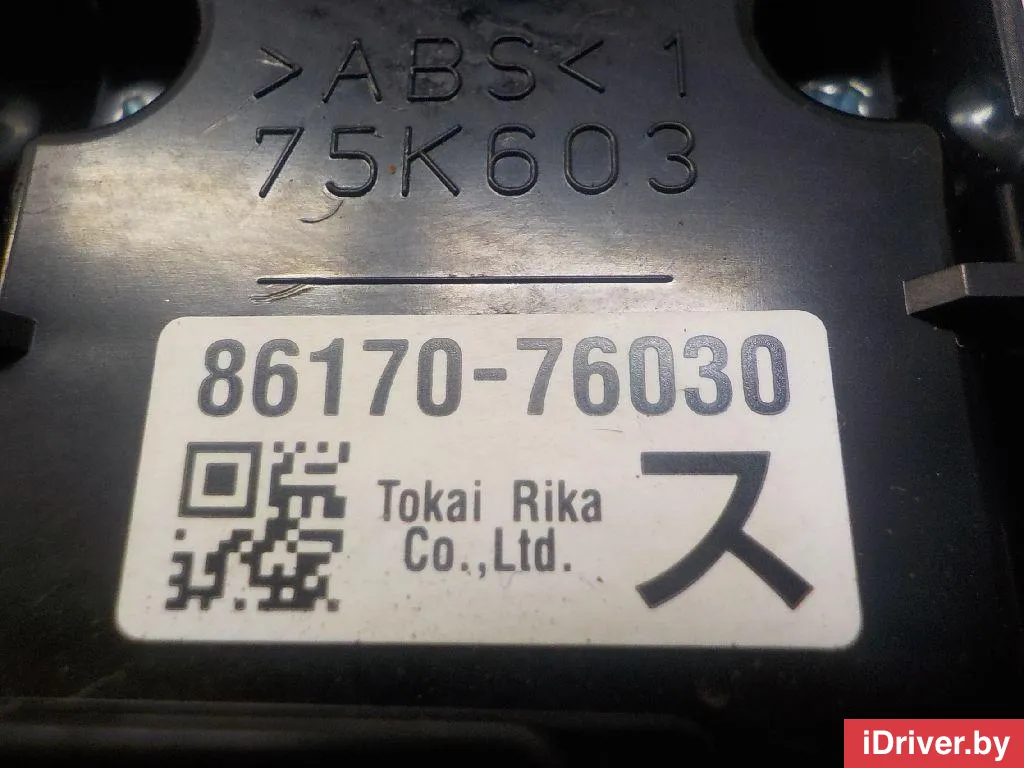 >ABS< 1
75K603
86170-76030
Tokai Rika
Co.,Ltd.
ス
iDriver.by